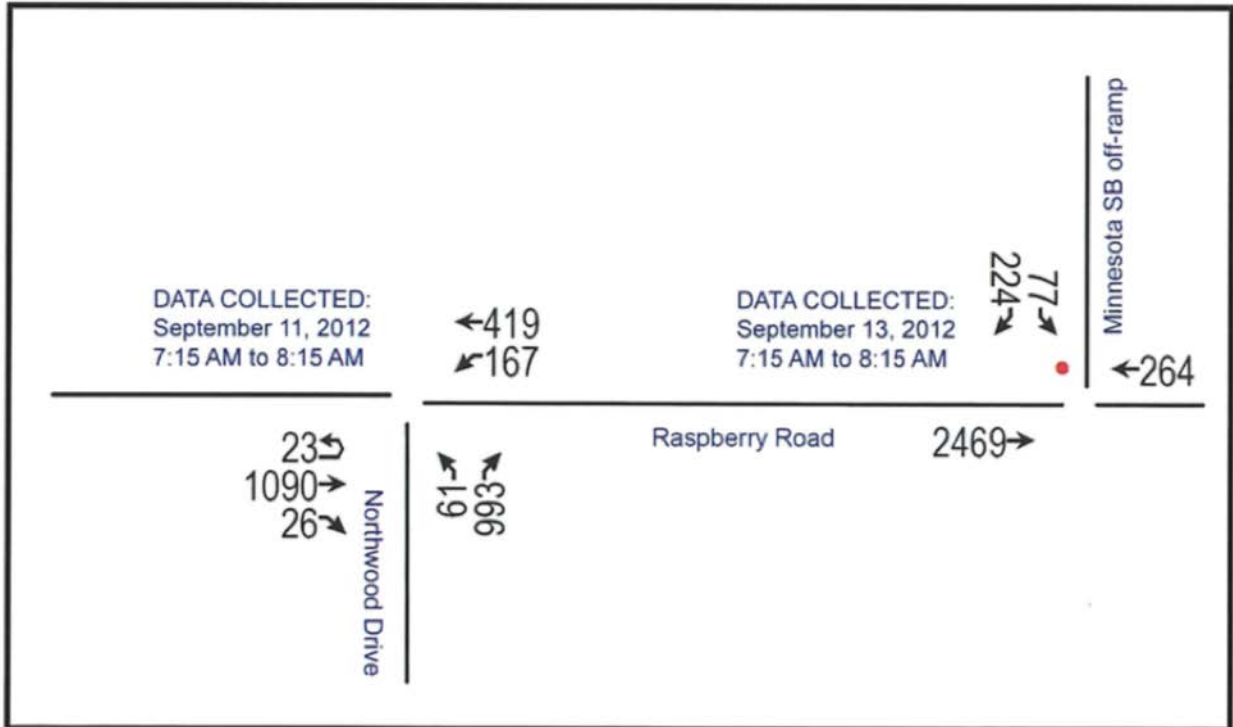 Minnesota SB off-ramp
77
224
DATA COLLECTED:
September 11, 2012
7:15 AM to 8:15 AM
419
167
DATA COLLECTED:
September 13, 2012
7:15 AM to 8:15 AM
264
Raspberry Road
2469
23
1090
26
Northwood Drive
61
993